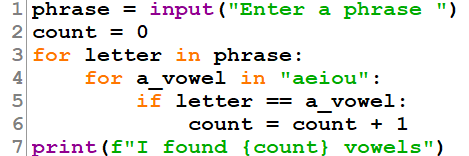 1 phrase = input("Enter a phrase ")
2 count = 0
3 for letter in phrase:
4     for a_vowel in "aeiou":
5         if letter == a_vowel:
6             count = count + 1
7 print(f"I found {count} vowels")